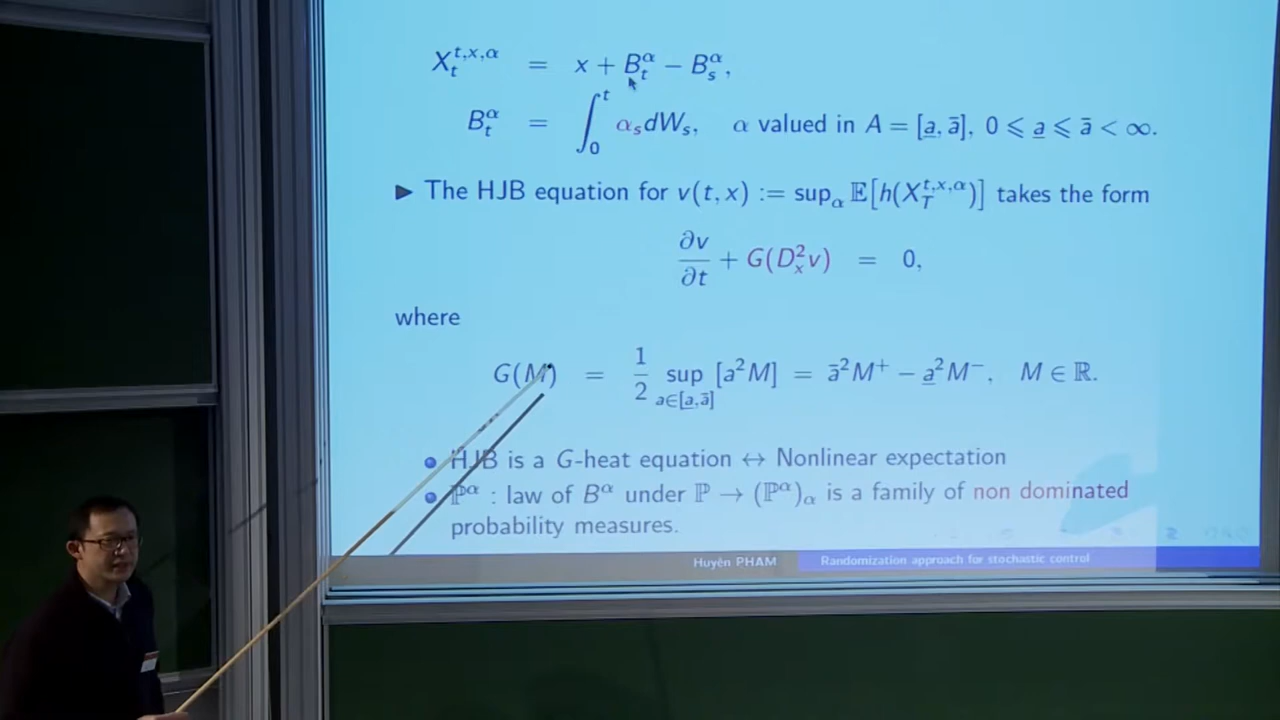 X_t^{t,x,α} = x + B_t^α − B_s^α,
B_t^α = ∫_0^t α_s dW_s, α valued in A = [a̲, ā], 0 ⩽ a̲ ⩽ ā < ∞.
► The HJB equation for v(t, x) := sup_α 𝔼[h(X_T^{t,x,α})] takes the form
∂v/∂t + G(D_x^2 v) = 0,
where
G(M) = 1/2 sup_{a∈[a̲,ā]} [a²M] = ā²M⁺ − a̲²M⁻, M ∈ ℝ.
• HJB is a G-heat equation ↔ Nonlinear expectation
• ℙ^α : law of B^α under ℙ → (ℙ^α)_α is a family of non dominated
probability measures.
Huyên PHAM Randomization approach for stochastic control